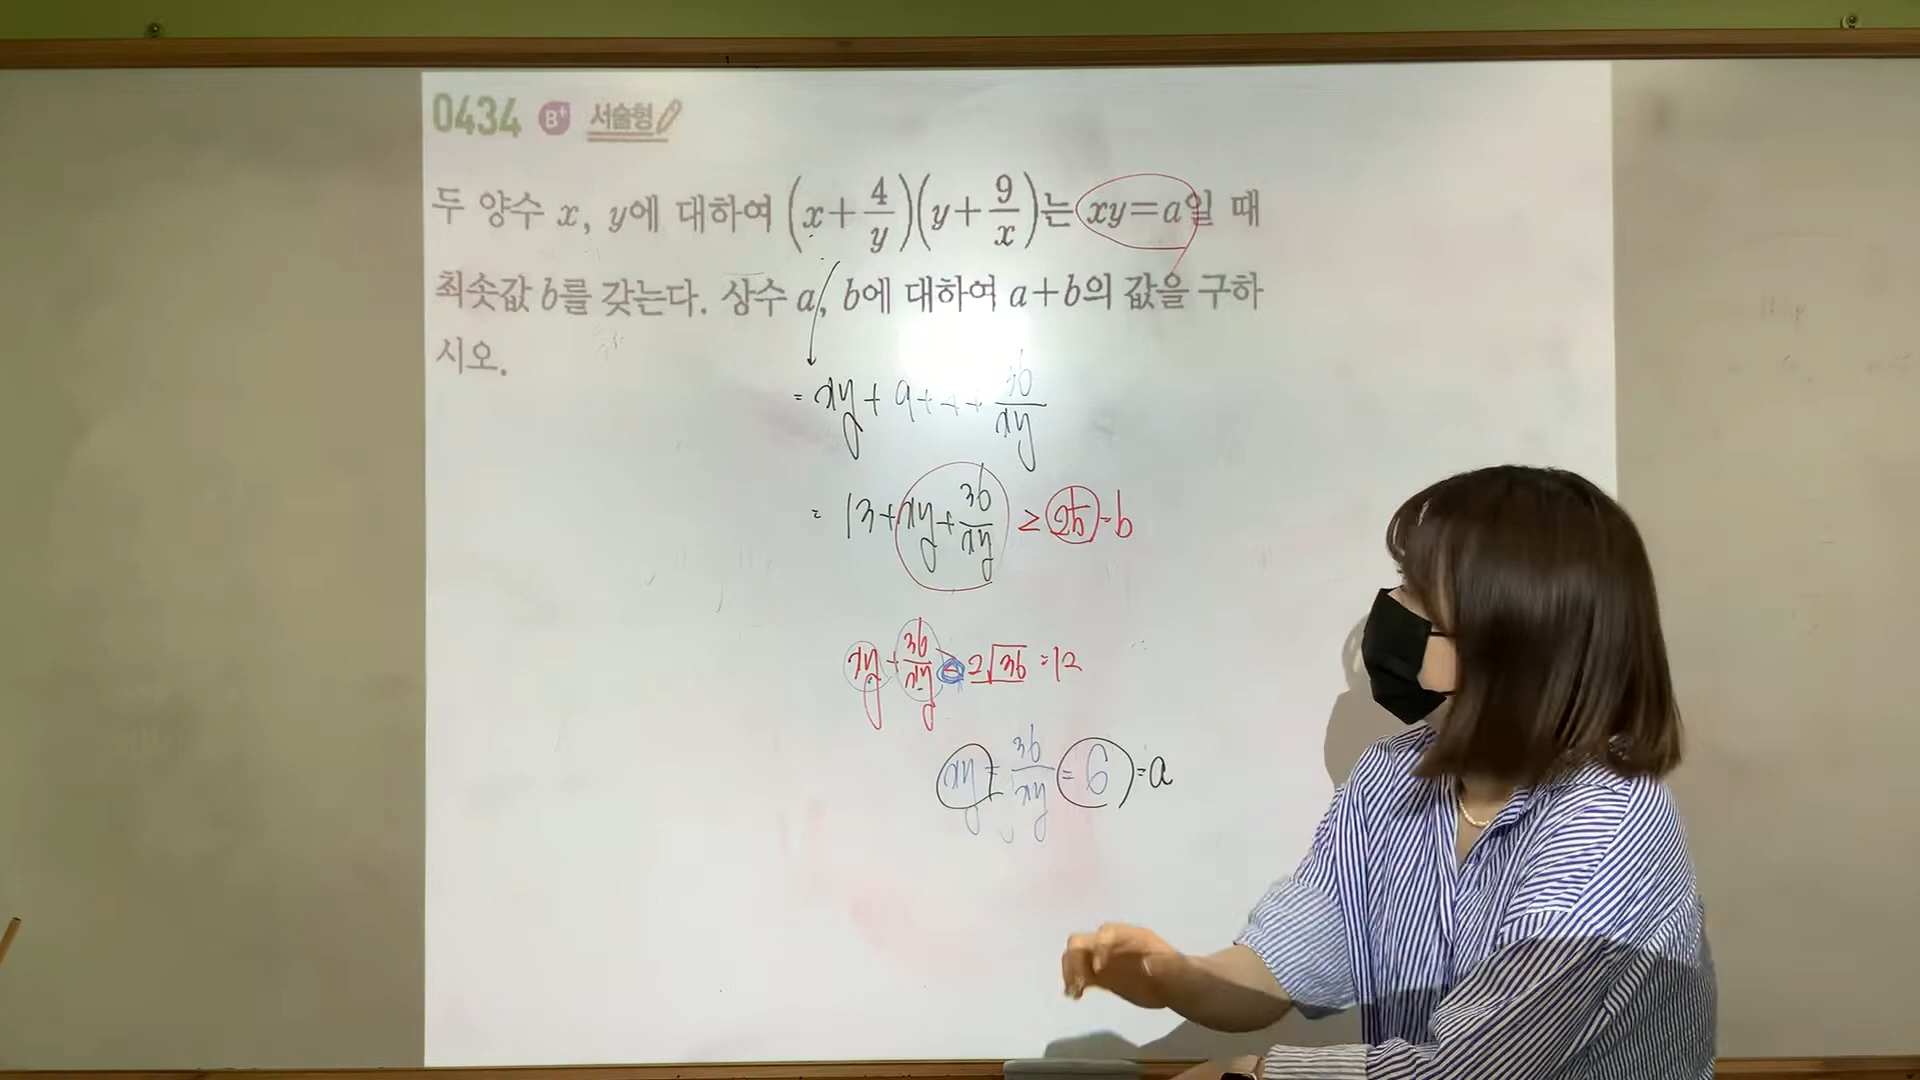 0434 B+ 서술형
두 양수 x, y에 대하여 (x+4/y)(y+9/x)는 xy=a일 때
최솟값 b를 갖는다. 상수 a, b에 대하여 a+b의 값을 구하
시오.
= xy + 9 + 4 + 36/xy
= 13 + xy + 36/xy ≥ 25 = b
xy + 36/xy ≥ 2√36 = 12
xy = 36/xy = 6 = a